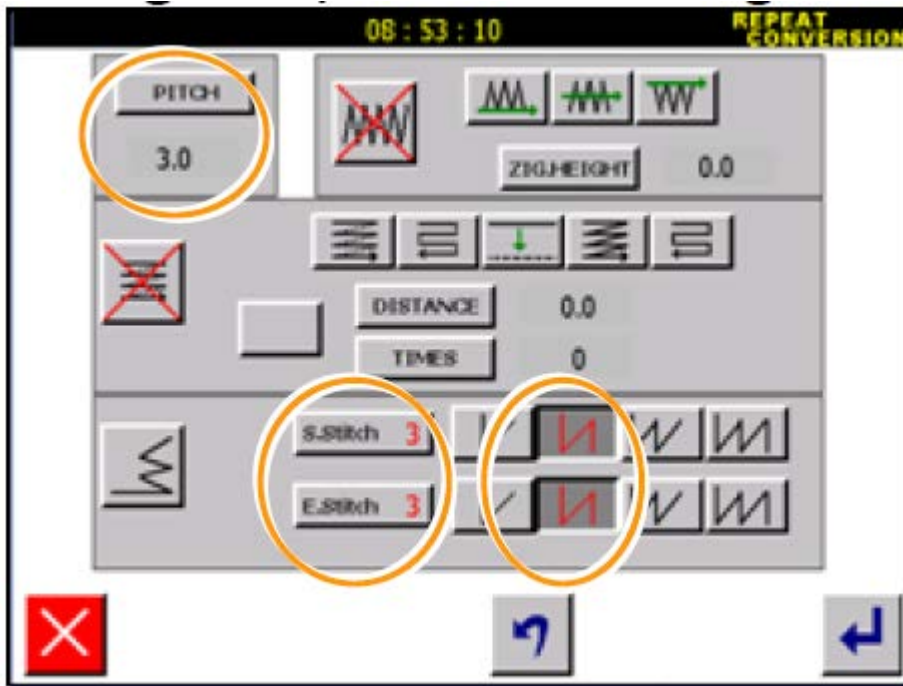 08 : 53 : 10
REPEAT
CONVERSION
PITCH
3.0
ZIG.HEIGHT 0.0
DISTANCE 0.0
TIMES 0
S.Stitch 3
E.Stitch 3